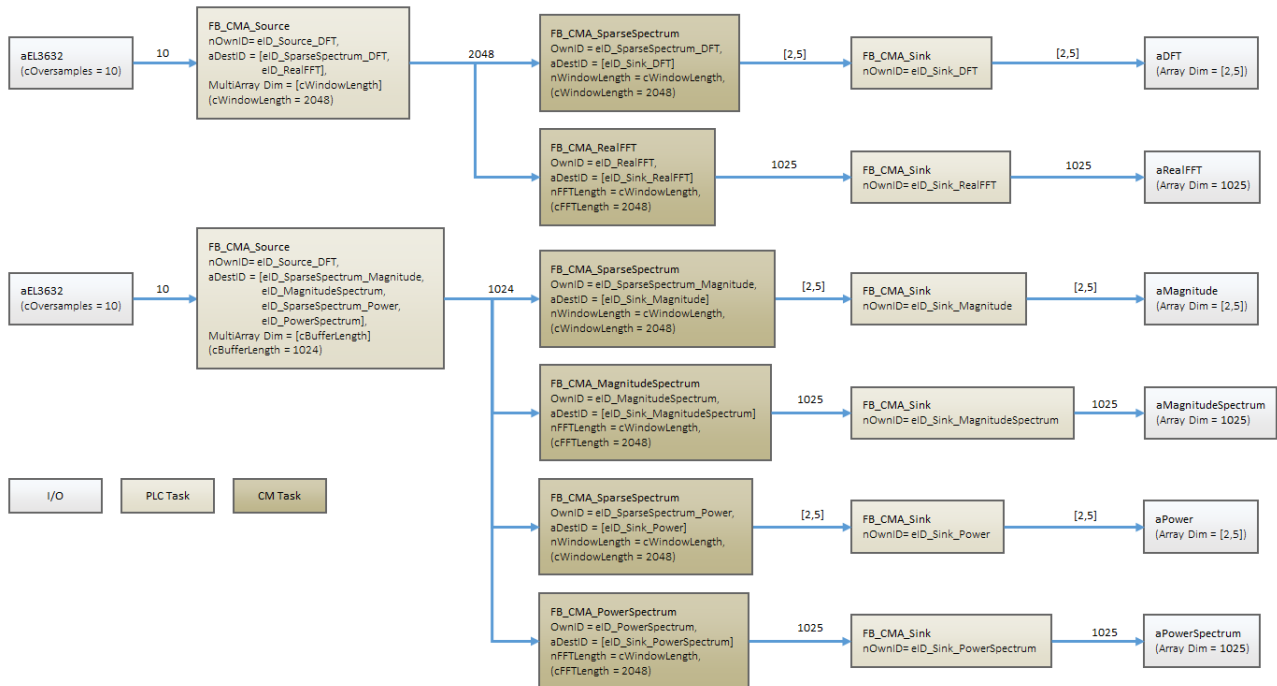 aEL3632
(cOversamples = 10)
10
FB_CMA_Source
nOwnID= eID_Source_DFT,
aDestID = [eID_SparseSpectrum_DFT,
eID_RealFFT],
MultiArray Dim = [cWindowLength]
(cWindowLength = 2048)
2048
FB_CMA_SparseSpectrum
OwnID = eID_SparseSpectrum_DFT,
aDestID = [eID_Sink_DFT]
nWindowLength = cWindowLength,
(cWindowLength = 2048)
[2,5]
FB_CMA_Sink
nOwnID= eID_Sink_DFT
[2,5]
aDFT
(Array Dim = [2,5])
FB_CMA_RealFFT
OwnID = eID_RealFFT,
aDestID = [eID_Sink_RealFFT]
nFFTLength = cWindowLength,
(cFFTLength = 2048)
1025
FB_CMA_Sink
nOwnID= eID_Sink_RealFFT
1025
aRealFFT
(Array Dim = 1025)
aEL3632
(cOversamples = 10)
10
FB_CMA_Source
nOwnID= eID_Source_DFT,
aDestID = [eID_SparseSpectrum_Magnitude,
eID_MagnitudeSpectrum,
eID_SparseSpectrum_Power,
eID_PowerSpectrum],
MultiArray Dim = [cBufferLength]
(cBufferLength = 1024)
1024
FB_CMA_SparseSpectrum
OwnID = eID_SparseSpectrum_Magnitude,
aDestID = [eID_Sink_Magnitude]
nWindowLength = cWindowLength,
(cWindowLength = 2048)
[2,5]
FB_CMA_Sink
nOwnID= eID_Sink_Magnitude
[2,5]
aMagnitude
(Array Dim = [2,5])
FB_CMA_MagnitudeSpectrum
OwnID = eID_MagnitudeSpectrum,
aDestID = [eID_Sink_MagnitudeSpectrum]
nFFTLength = cWindowLength,
(cFFTLength = 2048)
1025
FB_CMA_Sink
nOwnID= eID_Sink_MagnitudeSpectrum
1025
aMagnitudeSpectrum
(Array Dim = 1025)
I/O
PLC Task
CM Task
FB_CMA_SparseSpectrum
OwnID = eID_SparseSpectrum_Power,
aDestID = [eID_Sink_Power]
nWindowLength = cWindowLength,
(cWindowLength = 2048)
[2,5]
FB_CMA_Sink
nOwnID= eID_Sink_Power
[2,5]
aPower
(Array Dim = [2,5])
FB_CMA_PowerSpectrum
OwnID = eID_PowerSpectrum,
aDestID = [eID_Sink_PowerSpectrum]
nFFTLength = cWindowLength,
(cFFTLength = 2048)
1025
FB_CMA_Sink
nOwnID= eID_Sink_PowerSpectrum
1025
aPowerSpectrum
(Array Dim = 1025)